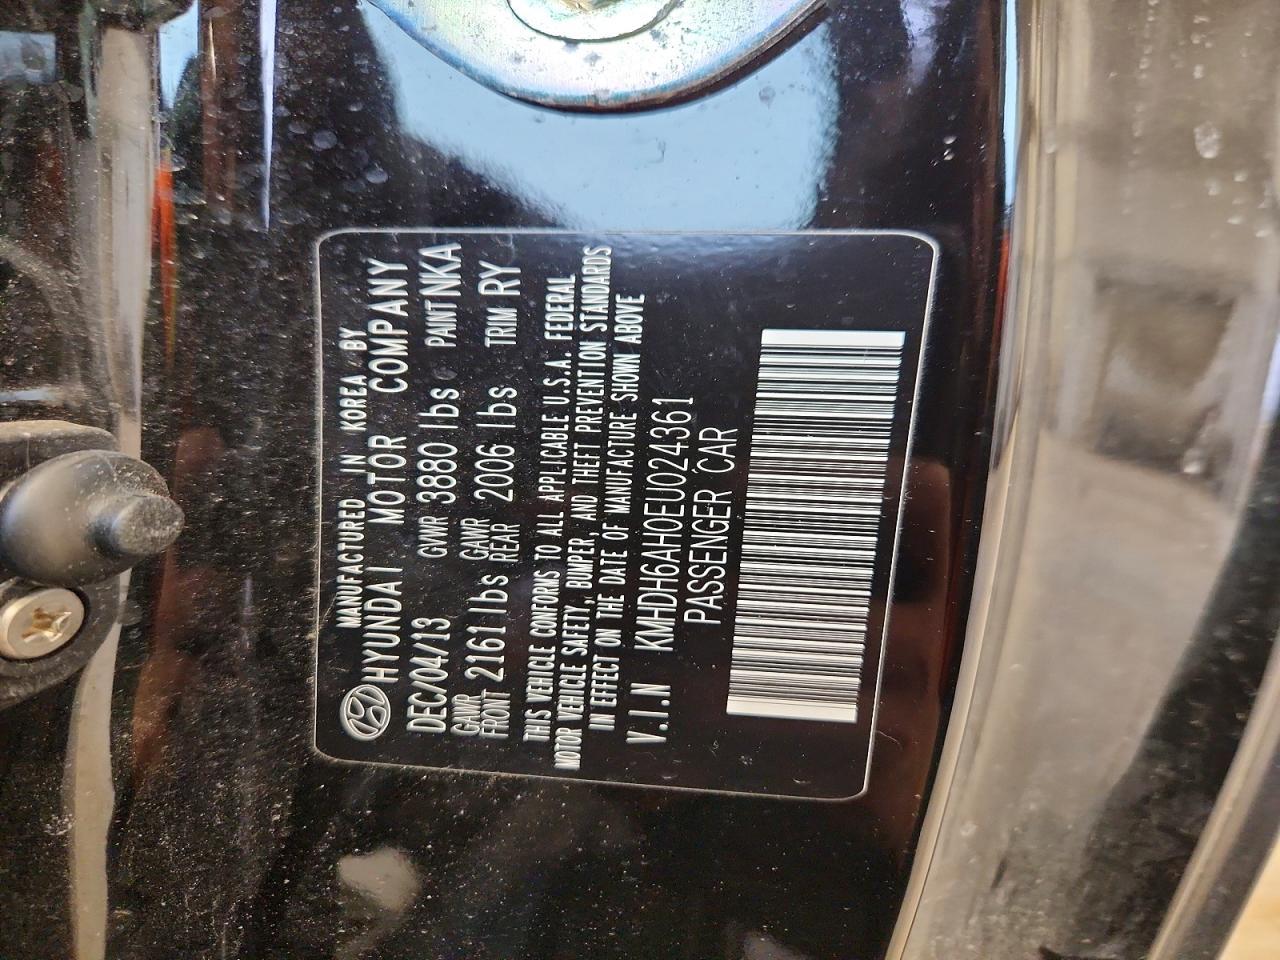 MANUFACTURED IN KOREA BY
HYUNDAI MOTOR COMPANY
DEC/04/13 GVWR 3880 lbs PAINT NKA
GAWR FRONT 2161 lbs GAWR REAR 2006 lbs TRIM RY
THIS VEHICLE CONFORMS TO ALL APPLICABLE U.S.A. FEDERAL
MOTOR VEHICLE SAFETY, BUMPER, AND THEFT PREVENTION STANDARDS
IN EFFECT ON THE DATE OF MANUFACTURE SHOWN ABOVE
V.I.N KMHDH6AH0EU024361
PASSENGER CAR